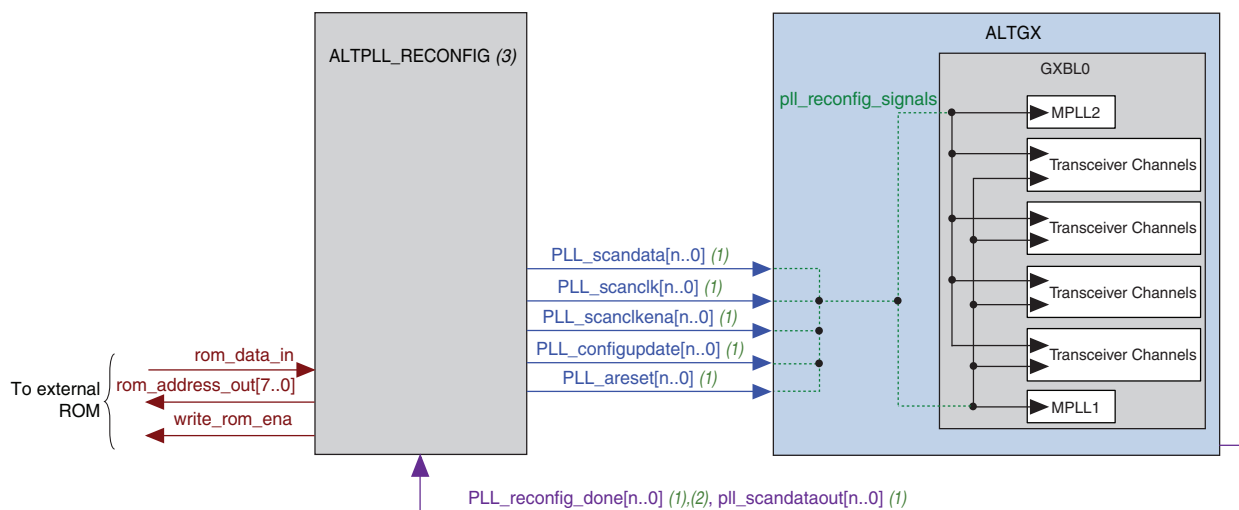 ALTPLL_RECONFIG (3)
ALTGX
GXBL0
pll_reconfig_signals
MPLL2
Transceiver Channels
Transceiver Channels
Transceiver Channels
Transceiver Channels
MPLL1
PLL_scandata[n..0] (1)
PLL_scanclk[n..0] (1)
PLL_scanclkena[n..0] (1)
PLL_configupdate[n..0] (1)
PLL_areset[n..0] (1)
To external
ROM
rom_data_in
rom_address_out[7..0]
write_rom_ena
PLL_reconfig_done[n..0] (1),(2), pll_scandataout[n..0] (1)